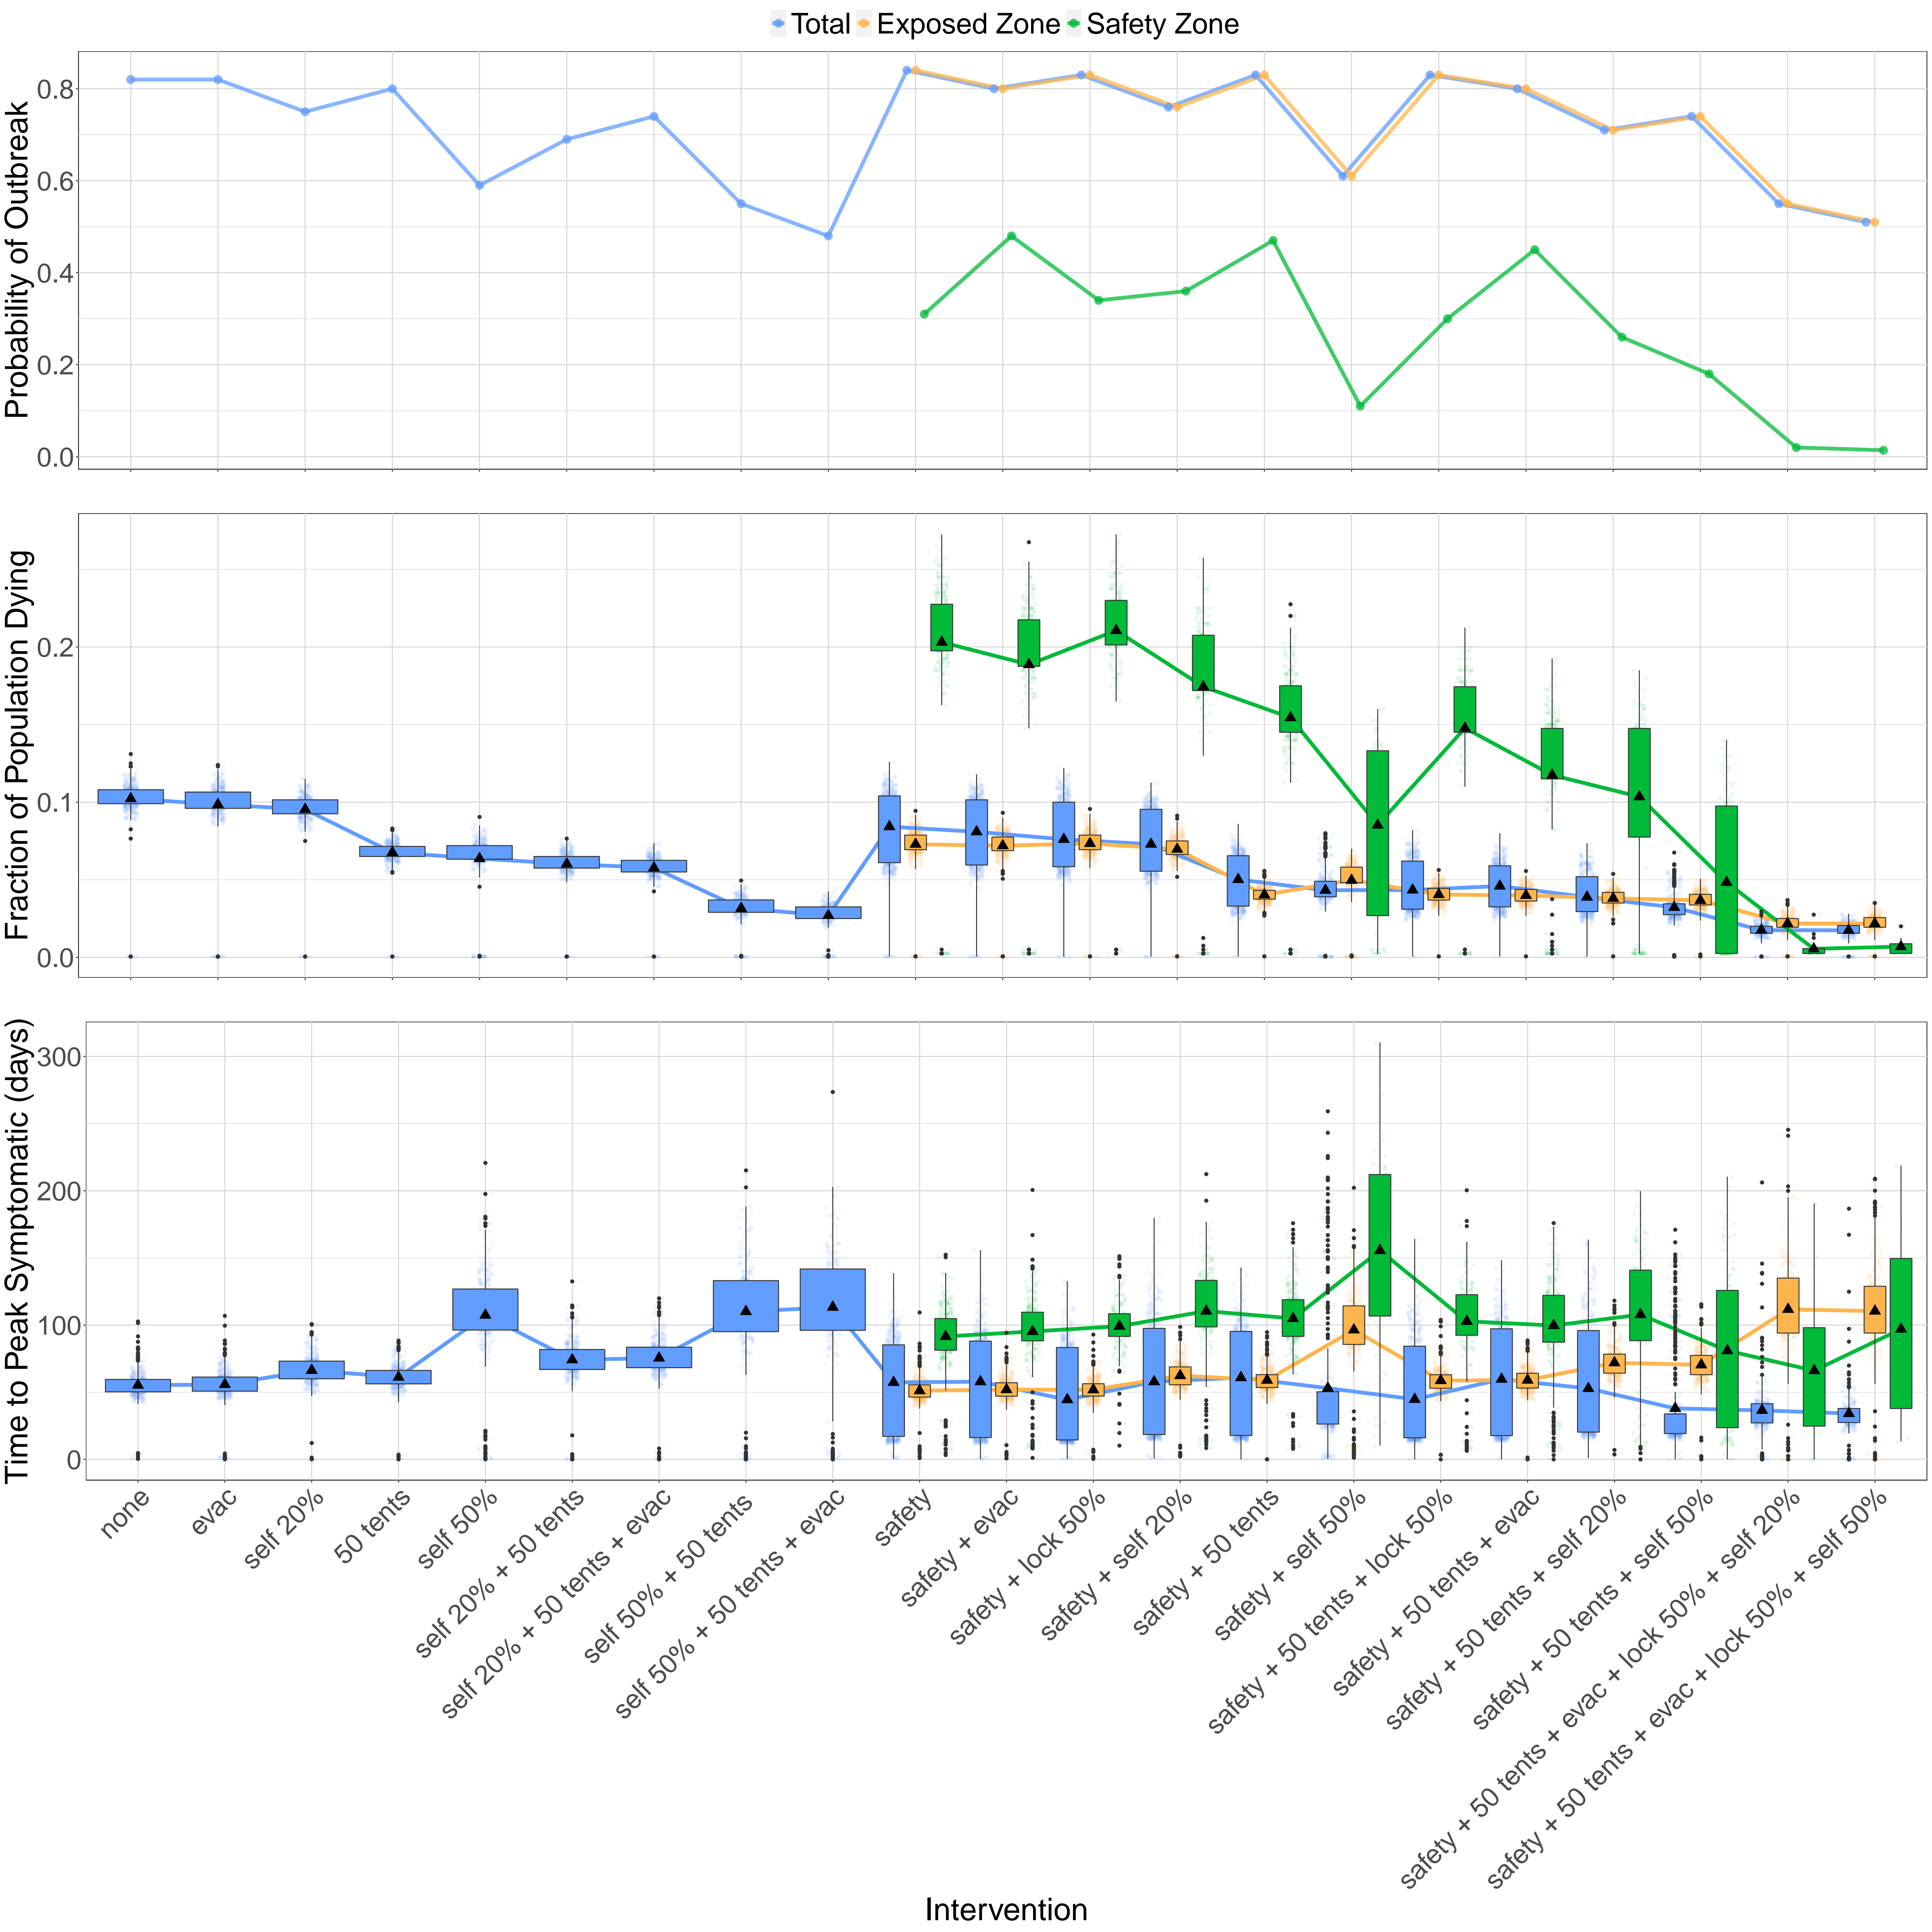 Total Exposed Zone Safety Zone
Probability of Outbreak
0.8
0.6
0.4
0.2
0.0
Fraction of Population Dying
0.2
0.1
0.0
Time to Peak Symptomatic (days)
300
200
100
0
none
evac
self 20%
50 tents
self 50%
self 20% + 50 tents
self 20% + 50 tents + evac
self 50% + 50 tents
self 50% + 50 tents + evac
safety
safety + evac
safety + lock 50%
safety + self 20%
safety + 50 tents
safety + self 50%
safety + 50 tents + lock 50%
safety + 50 tents + evac
safety + 50 tents + self 20%
safety + 50 tents + self 50%
safety + 50 tents + evac + lock 50% + self 20%
safety + 50 tents + evac + lock 50% + self 50%
Intervention